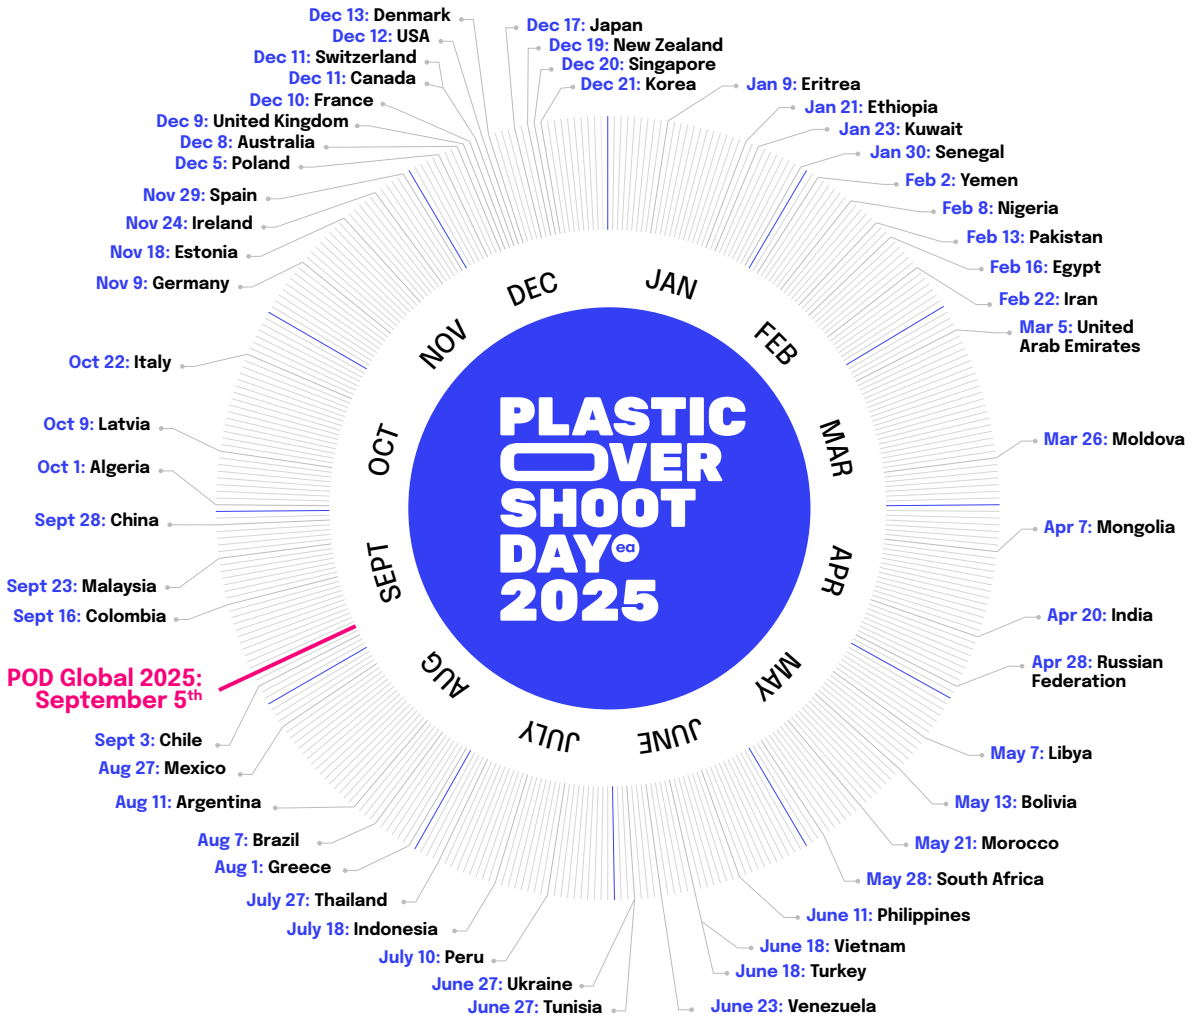 Dec 13: Denmark
Dec 12: USA
Dec 11: Switzerland
Dec 11: Canada
Dec 10: France
Dec 9: United Kingdom
Dec 8: Australia
Dec 5: Poland
Nov 29: Spain
Nov 24: Ireland
Nov 18: Estonia
Nov 9: Germany
Oct 22: Italy
Oct 9: Latvia
Oct 1: Algeria
Sept 28: China
Sept 23: Malaysia
Sept 16: Colombia
POD Global 2025:
September 5th
Sept 3: Chile
Aug 27: Mexico
Aug 11: Argentina
Aug 7: Brazil
Aug 1: Greece
July 27: Thailand
July 18: Indonesia
July 10: Peru
June 27: Ukraine
June 27: Tunisia
Dec 17: Japan
Dec 19: New Zealand
Dec 20: Singapore
Dec 21: Korea
Jan 9: Eritrea
Jan 21: Ethiopia
Jan 23: Kuwait
Jan 30: Senegal
Feb 2: Yemen
Feb 8: Nigeria
Feb 13: Pakistan
Feb 16: Egypt
Feb 22: Iran
Mar 5: United
Arab Emirates
Mar 26: Moldova
Apr 7: Mongolia
Apr 20: India
Apr 28: Russian
Federation
May 7: Libya
May 13: Bolivia
May 21: Morocco
May 28: South Africa
June 11: Philippines
June 18: Vietnam
June 18: Turkey
June 23: Venezuela
JAN
FEB
MAR
APR
MAY
JUNE
JULY
AUG
SEPT
OCT
NOV
DEC
PLASTIC
OVER
SHOOT
DAY ea
2025